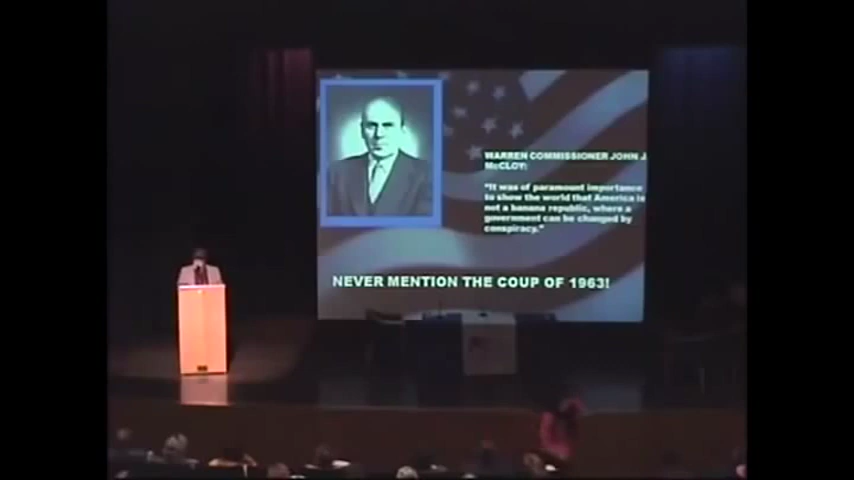 WARREN COMMISSIONER JOHN J.
McCLOY:
"It was of paramount importance
to show the world that America is
not a banana republic, where a
government can be changed by
conspiracy."
NEVER MENTION THE COUP OF 1963!